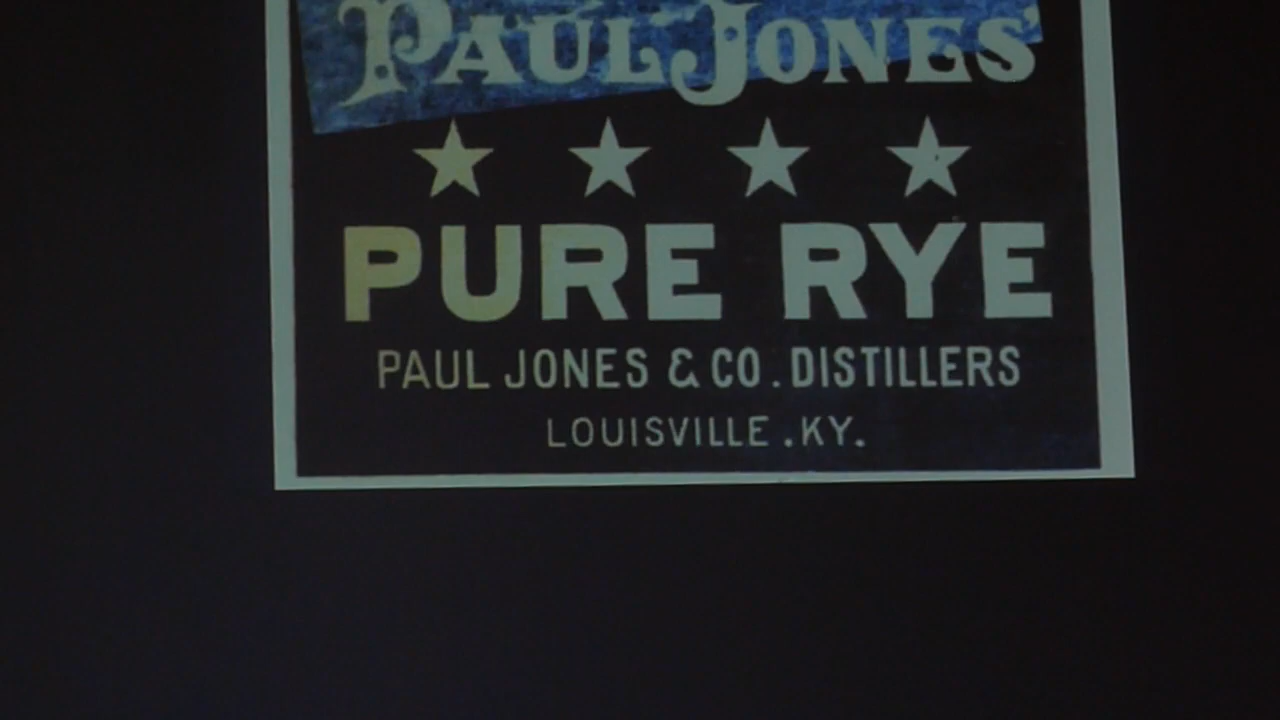 PAUL JONES'
PURE RYE
PAUL JONES & CO. DISTILLERS
LOUISVILLE. KY.